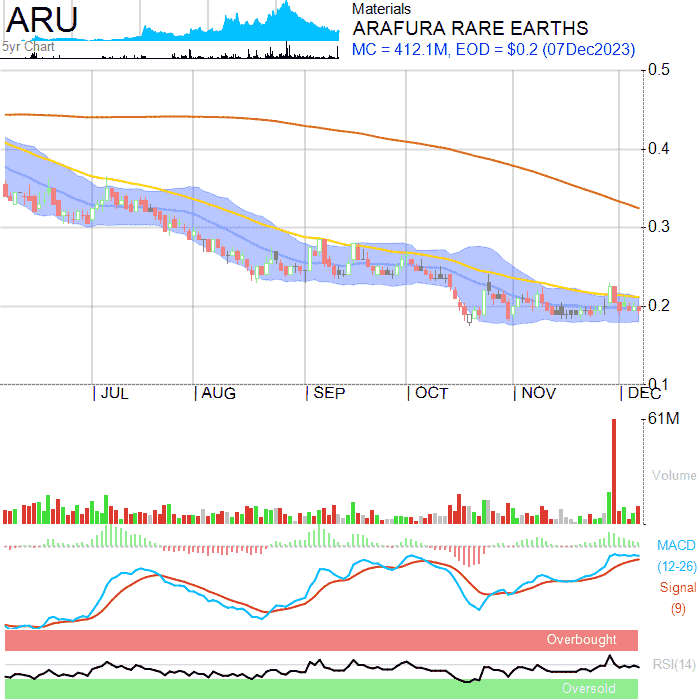 ARU
5yr Chart
Materials
ARAFURA RARE EARTHS
MC = 412.1M, EOD = $0.2 (07Dec2023)
0.5
0.4
0.3
0.2
0.1
JUL AUG SEP OCT NOV DEC
61M
Volume
MACD
(12-26)
Signal
(9)
Overbought
RSI(14)
Oversold